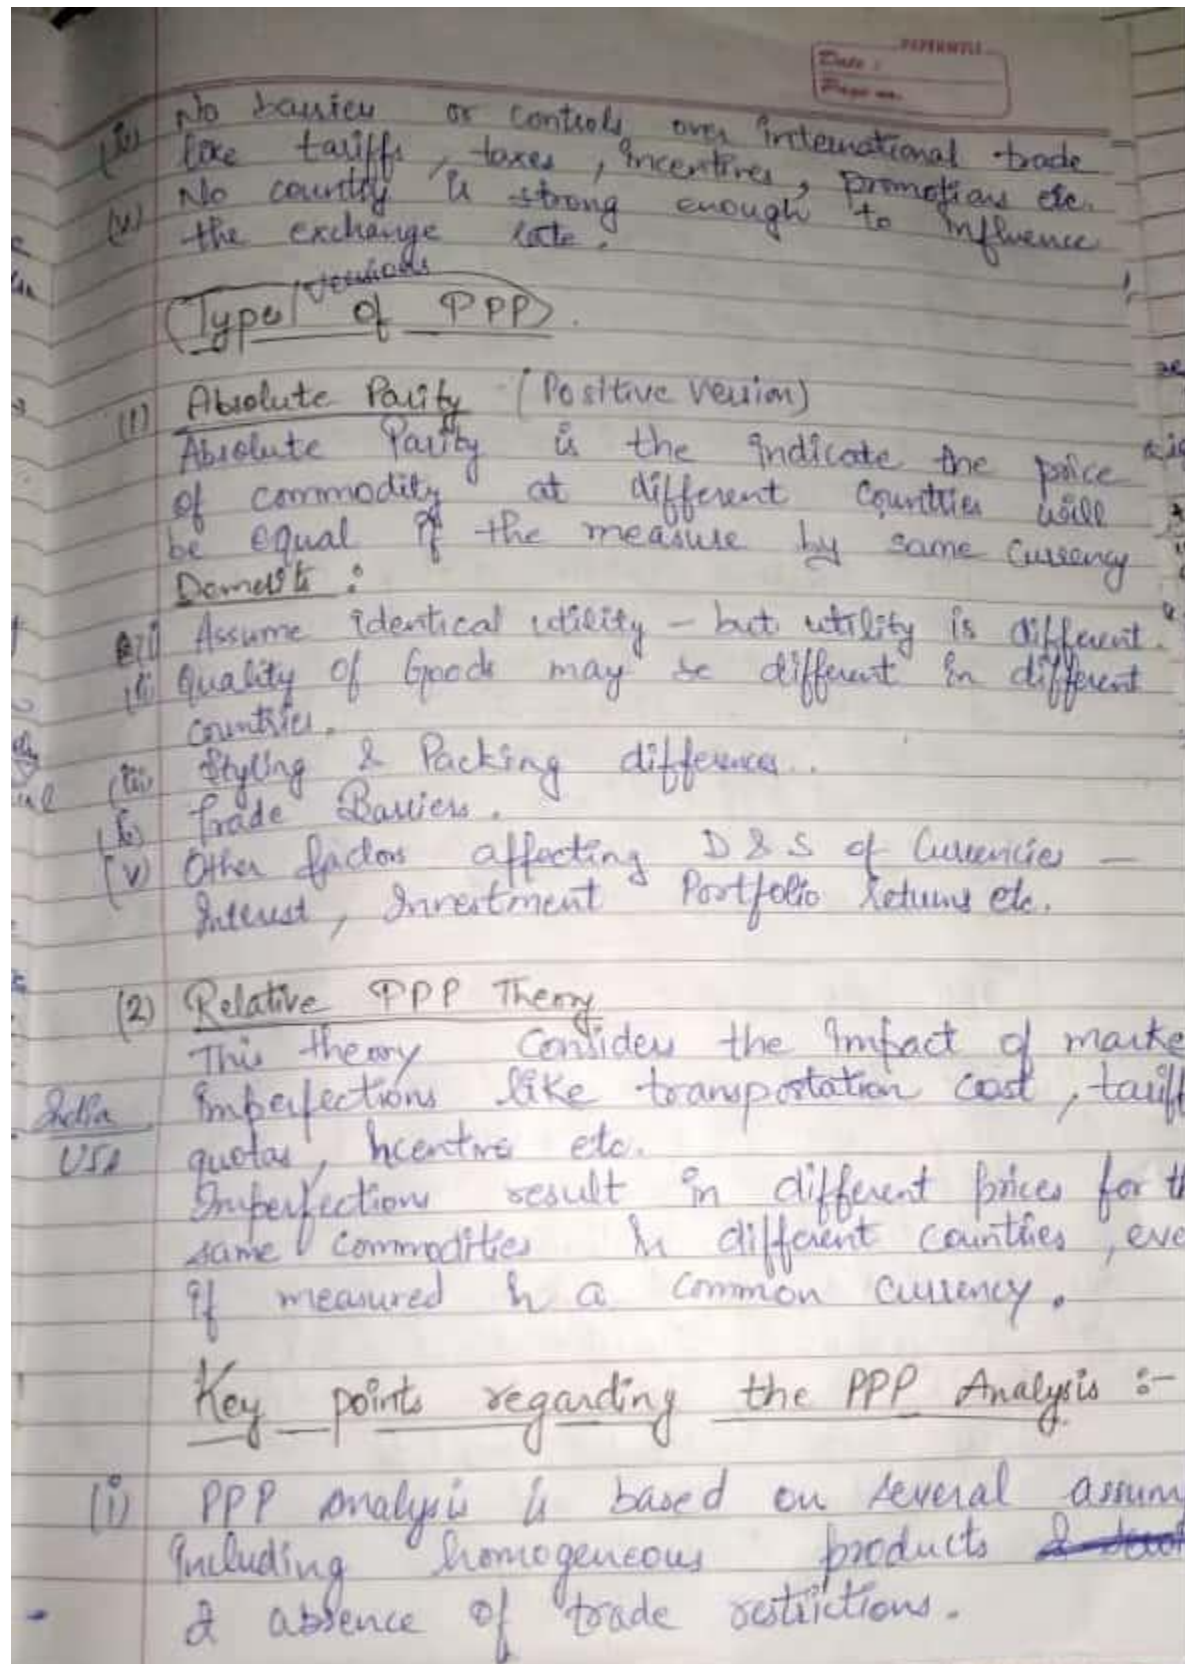 PAPERWELL
Date :
Page no.
(iv) No barriers or controls over international trade
like tariffs, taxes, incentives, promotions etc.
(v) No country is strong enough to influence
the exchange rate.
versions
Types/ of PPP.
(1) Absolute Parity (Positive Version)
Absolute Parity is the indicate the price
of commodity at different countries will
be equal if the measure by same currency
:
(i) Assume identical utility - but utility is different.
(ii) Quality of Goods may be different in different
countries.
(iii) Styling & Packing differences..
(iv) Trade Barriers.
(v) Other factors affecting D & S of Currencies —
Interest, Investment Portfolio Returns etc.
(2) Relative PPP Theory
This theory Considers the impact of marke
India
imperfections like transportation cost, tariff
USA
quotas, incentive etc.
Imperfections result in different prices for th
same commodities in different countries, eve
if measured in a common currency.
Key points regarding the PPP Analysis :-
(i) PPP analysis is based on several assum
including homogeneous products
& absence of trade restrictions.